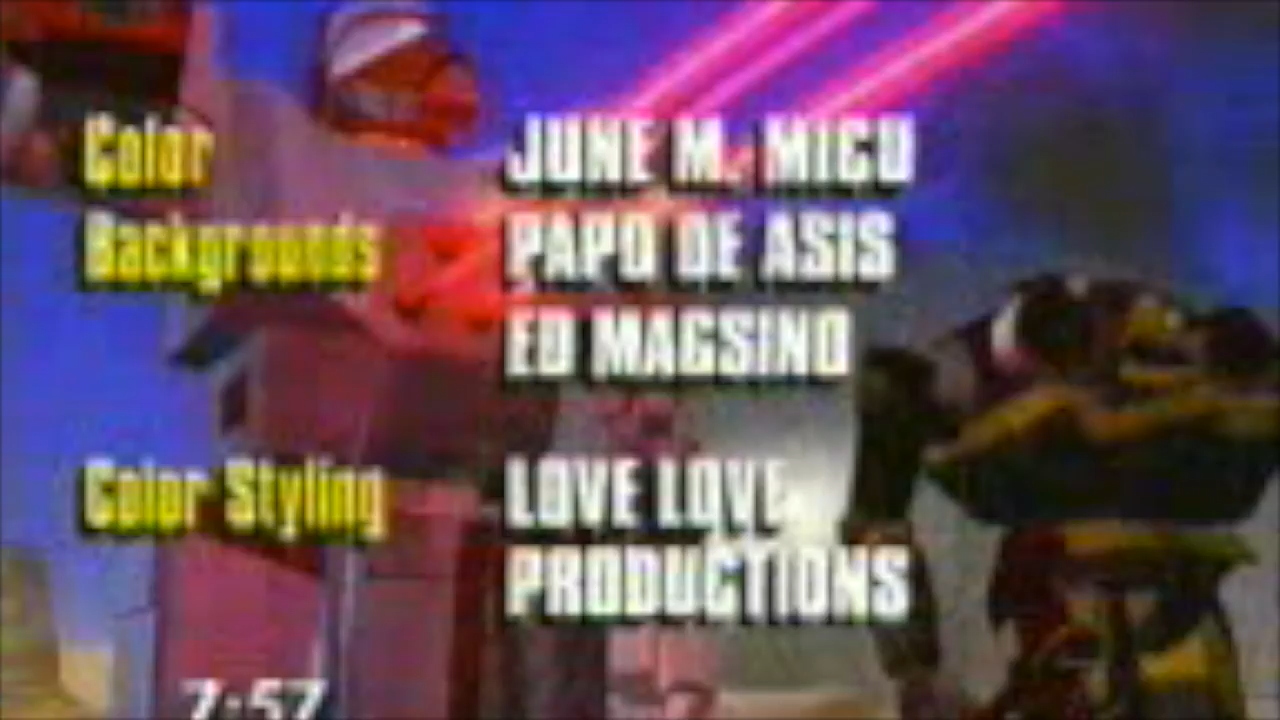 Color JUNE M. MICU
Backgrounds PAPO DE ASIS
ED MAGSINO
Color Styling LOVE LOVE
PRODUCTIONS
7:57